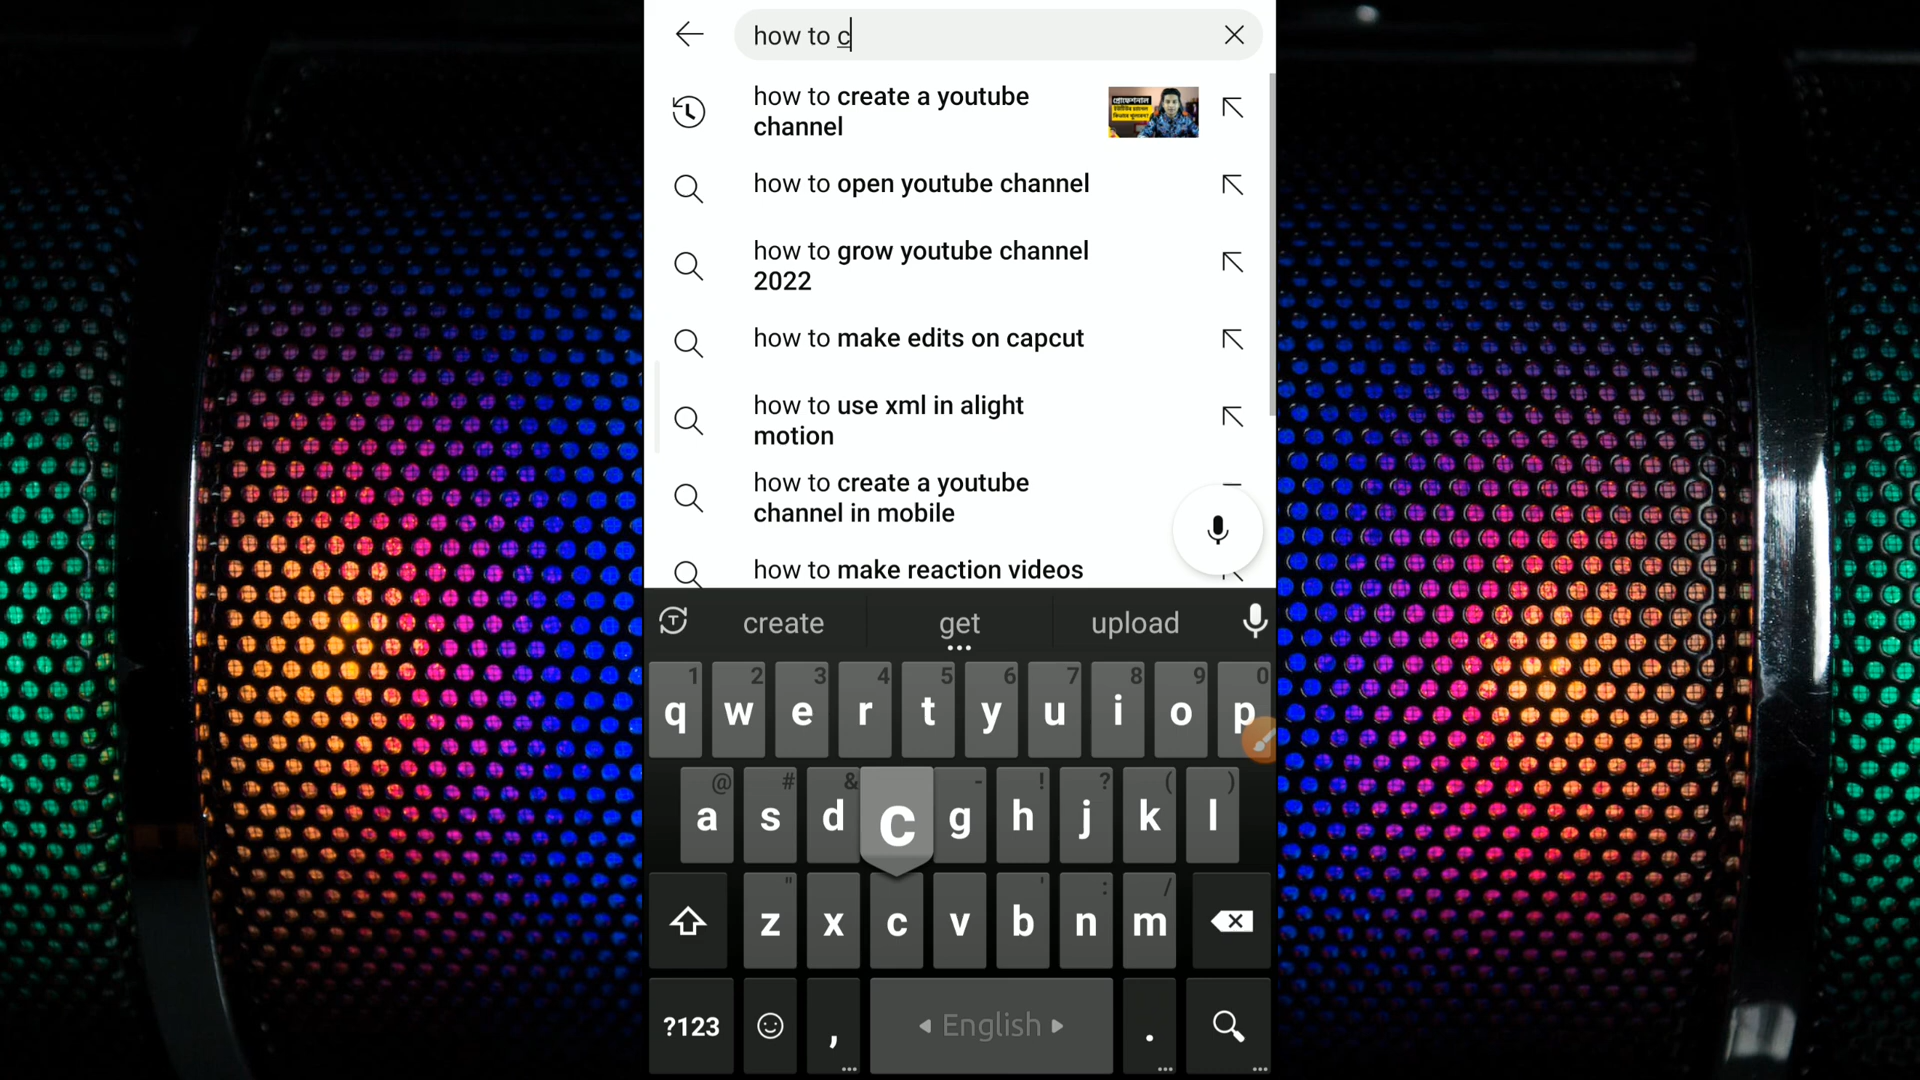 how to c
how to create a youtube
channel
how to open youtube channel
how to grow youtube channel
2022
how to make edits on capcut
how to use xml in alight
motion
how to create a youtube
channel in mobile
how to make reaction videos
create get upload
1 2 3 4 5 6 7 8 9 0
q w e r t y u i o p
@ # & - ! ? ( )
a s d c g h j k l
" ' : /
z x c v b n m
?123 , English .